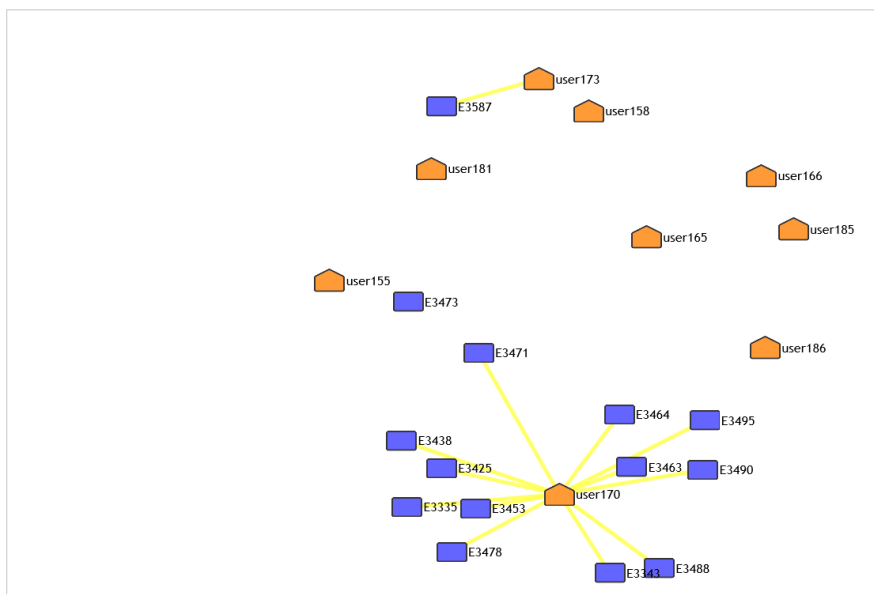 user173
E3587
user158
user181
user166
user185
user165
user155
E3473
user186
E3471
E3464
E3495
E3438
E3425
E3463
E3490
user170
E3335
E3453
E3478
E3343
E3488